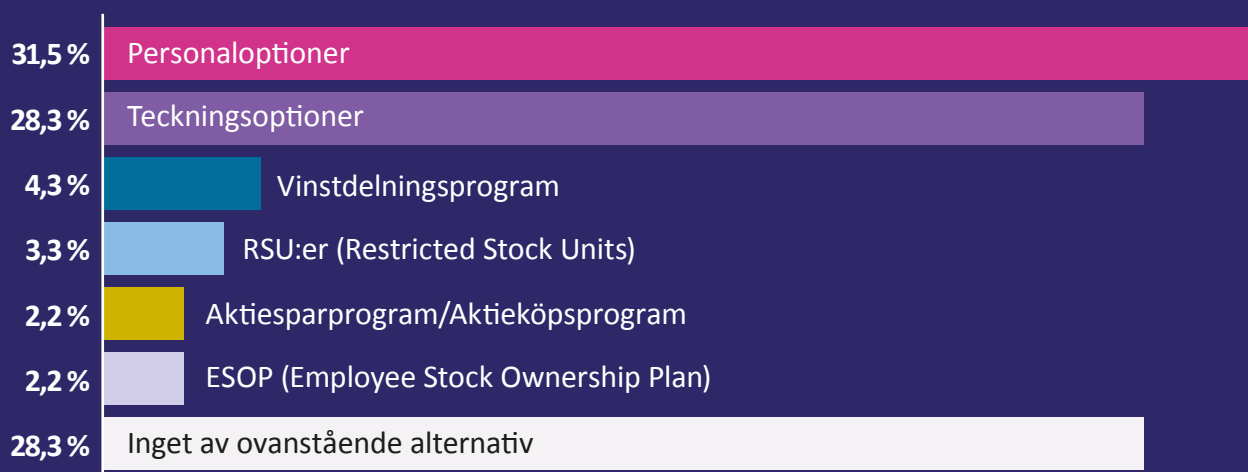 31,5 % Personaloptioner
28,3 % Teckningsoptioner
4,3 % Vinstdelningsprogram
3,3 % RSU:er (Restricted Stock Units)
2,2 % Aktiesparprogram/Aktieköpsprogram
2,2 % ESOP (Employee Stock Ownership Plan)
28,3 % Inget av ovanstående alternativ